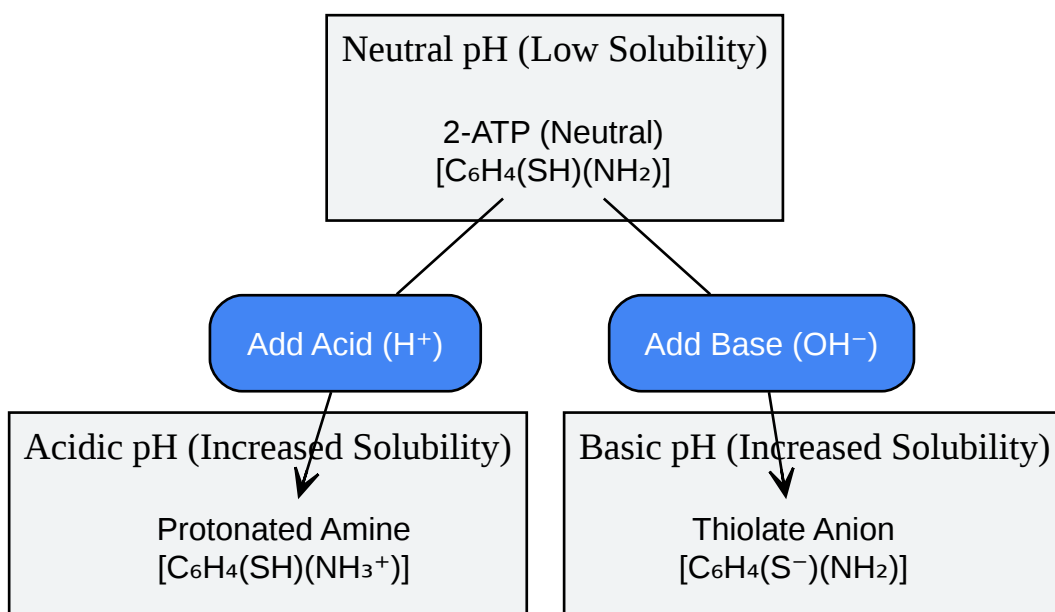 Neutral pH (Low Solubility)
2-ATP (Neutral)
[C₆H₄(SH)(NH₂)]
Add Acid (H⁺)
Add Base (OH⁻)
Acidic pH (Increased Solubility)
Protonated Amine
[C₆H₄(SH)(NH₃⁺)]
Basic pH (Increased Solubility)
Thiolate Anion
[C₆H₄(S⁻)(NH₂)]